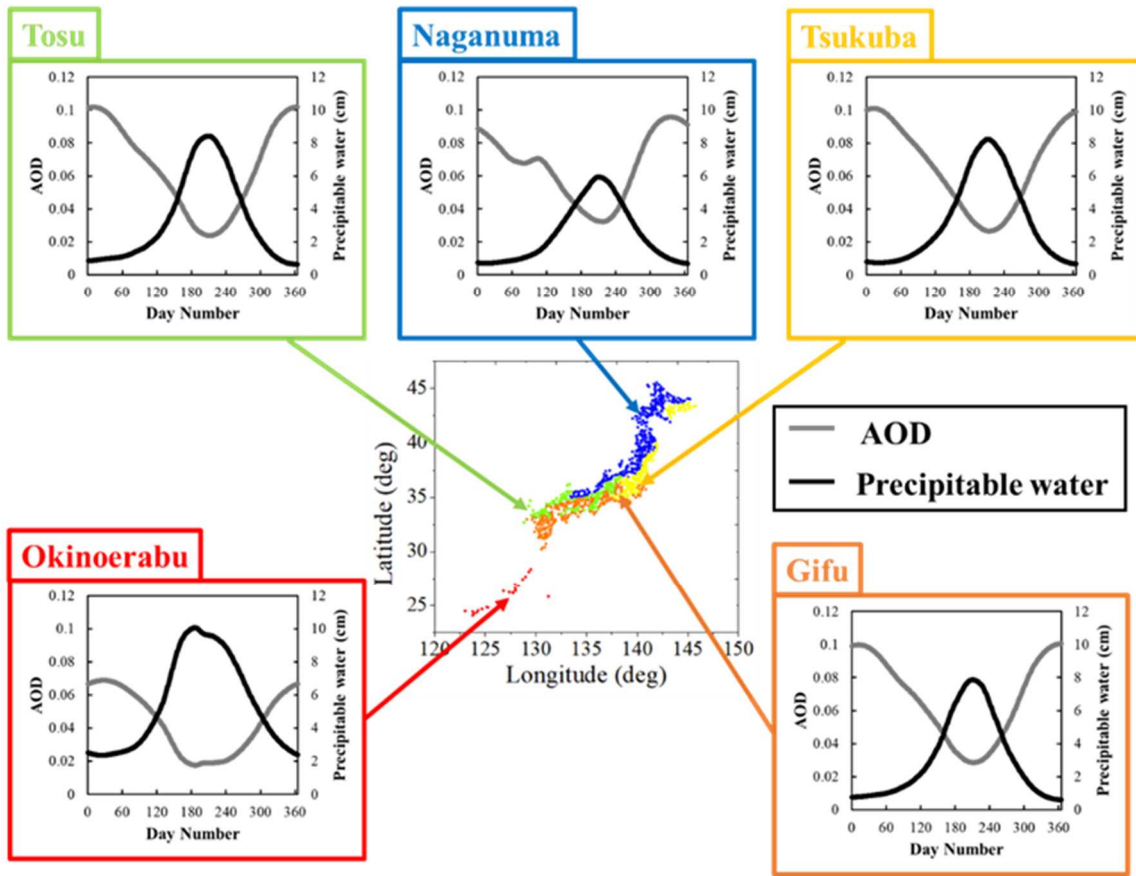 Tosu
0.12
0.1
0.08
0.06
0.04
0.02
0
AOD
12
10
8
6
4
2
0
Precipitable water (cm)
0 60 120 180 240 300 360
Day Number
Naganuma
0.12
0.1
0.08
0.06
0.04
0.02
0
AOD
12
10
8
6
4
2
0
Precipitable water (cm)
0 60 120 180 240 300 360
Day Number
Tsukuba
0.12
0.1
0.08
0.06
0.04
0.02
0
AOD
12
10
8
6
4
2
0
Precipitable water (cm)
0 60 120 180 240 300 360
Day Number
45
40
35
30
25
Latitude (deg)
120 125 130 135 140 145 150
Longitude (deg)
AOD
Precipitable water
Okinoerabu
0.12
0.1
0.08
0.06
0.04
0.02
0
AOD
12
10
8
6
4
2
0
Precipitable water (cm)
0 60 120 180 240 300 360
Day Number
Gifu
0.12
0.1
0.08
0.06
0.04
0.02
0
AOD
12
10
8
6
4
2
0
Precipitable water (cm)
0 60 120 180 240 300 360
Day Number